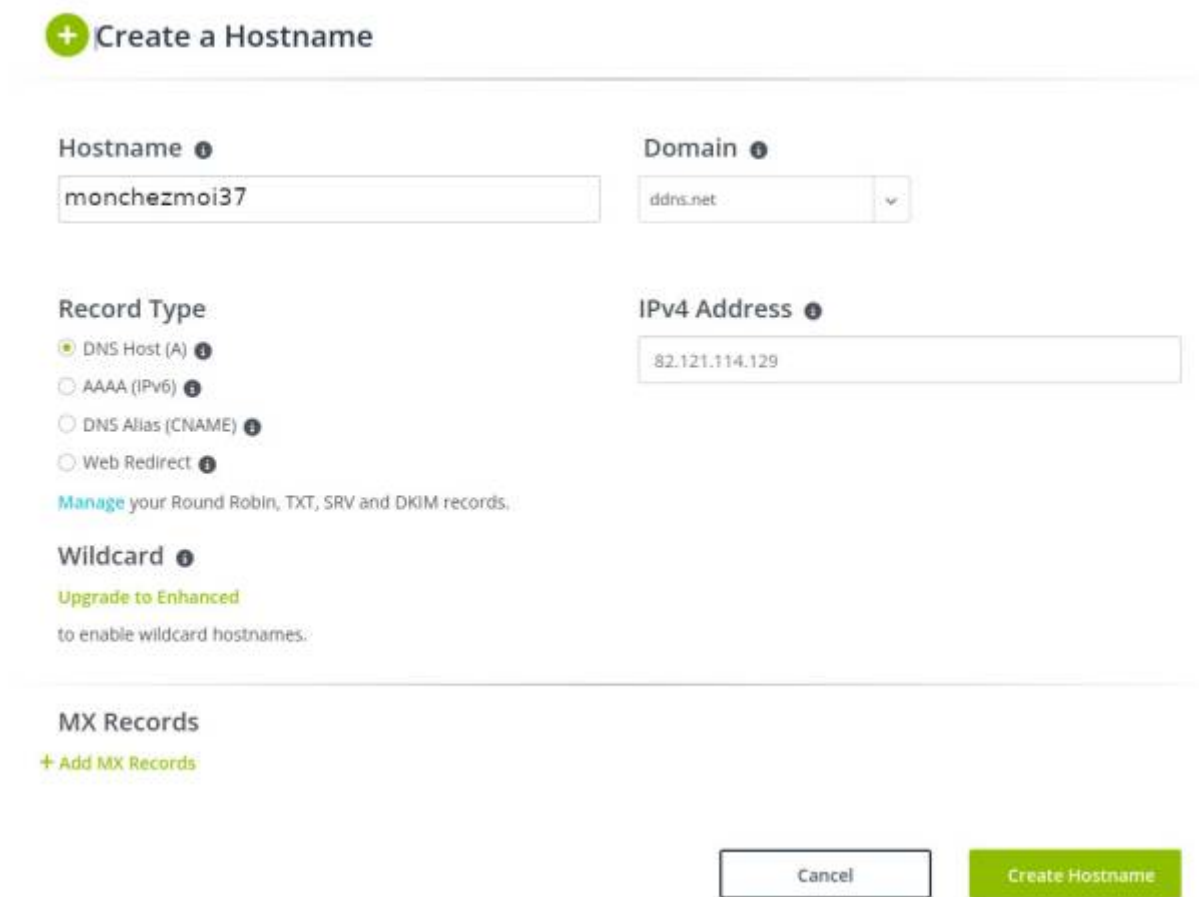 Create a Hostname
Hostname
Domain
monchezmoi37
ddns.net
Record Type
IPv4 Address
DNS Host (A)
82.121.114.129
AAAA (IPv6)
DNS Alias (CNAME)
Web Redirect
Manage your Round Robin, TXT, SRV and DKIM records.
Wildcard
Upgrade to Enhanced
to enable wildcard hostnames.
MX Records
+ Add MX Records
Cancel
Create Hostname